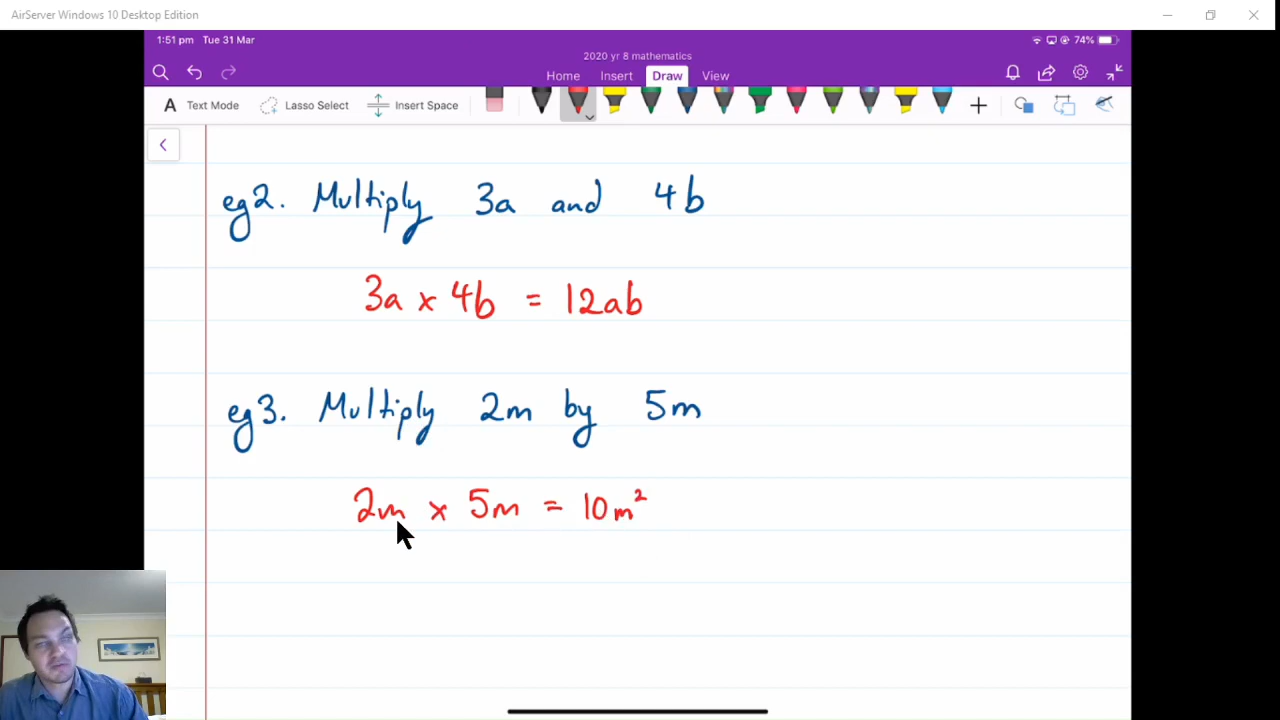 AirServer Windows 10 Desktop Edition
1:51 pm Tue 31 Mar
74%
2020 yr 8 mathematics
Home Insert Draw View
A Text Mode Lasso Select Insert Space
eg2. Multiply 3a and 4b
3a x 4b = 12ab
eg3. Multiply 2m by 5m
2m x 5m = 10m²